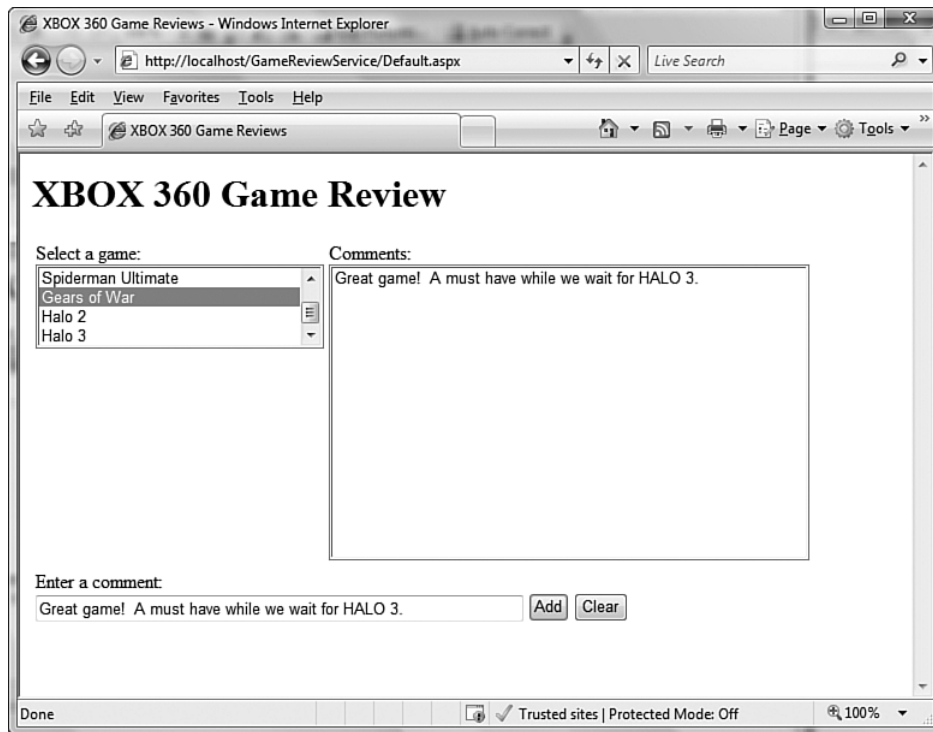 XBOX 360 Game Reviews - Windows Internet Explorer
http://localhost/GameReviewService/Default.aspx
Live Search
File Edit View Favorites Tools Help
XBOX 360 Game Reviews
Page Tools
XBOX 360 Game Review
Select a game:
Comments:
Spiderman Ultimate
Gears of War
Halo 2
Halo 3
Great game! A must have while we wait for HALO 3.
Enter a comment:
Great game! A must have while we wait for HALO 3.
Add
Clear
Done
Trusted sites | Protected Mode: Off
100%